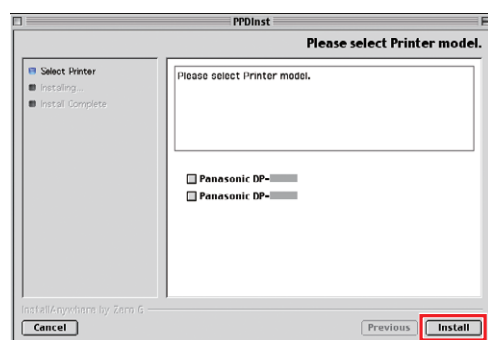 PPDInst
Please select Printer model.
Select Printer
Installing...
Install Complete
Please select Printer model.
Panasonic DP-
Panasonic DP-
InstallAnywhere by Zero G
Cancel
Previous
Install